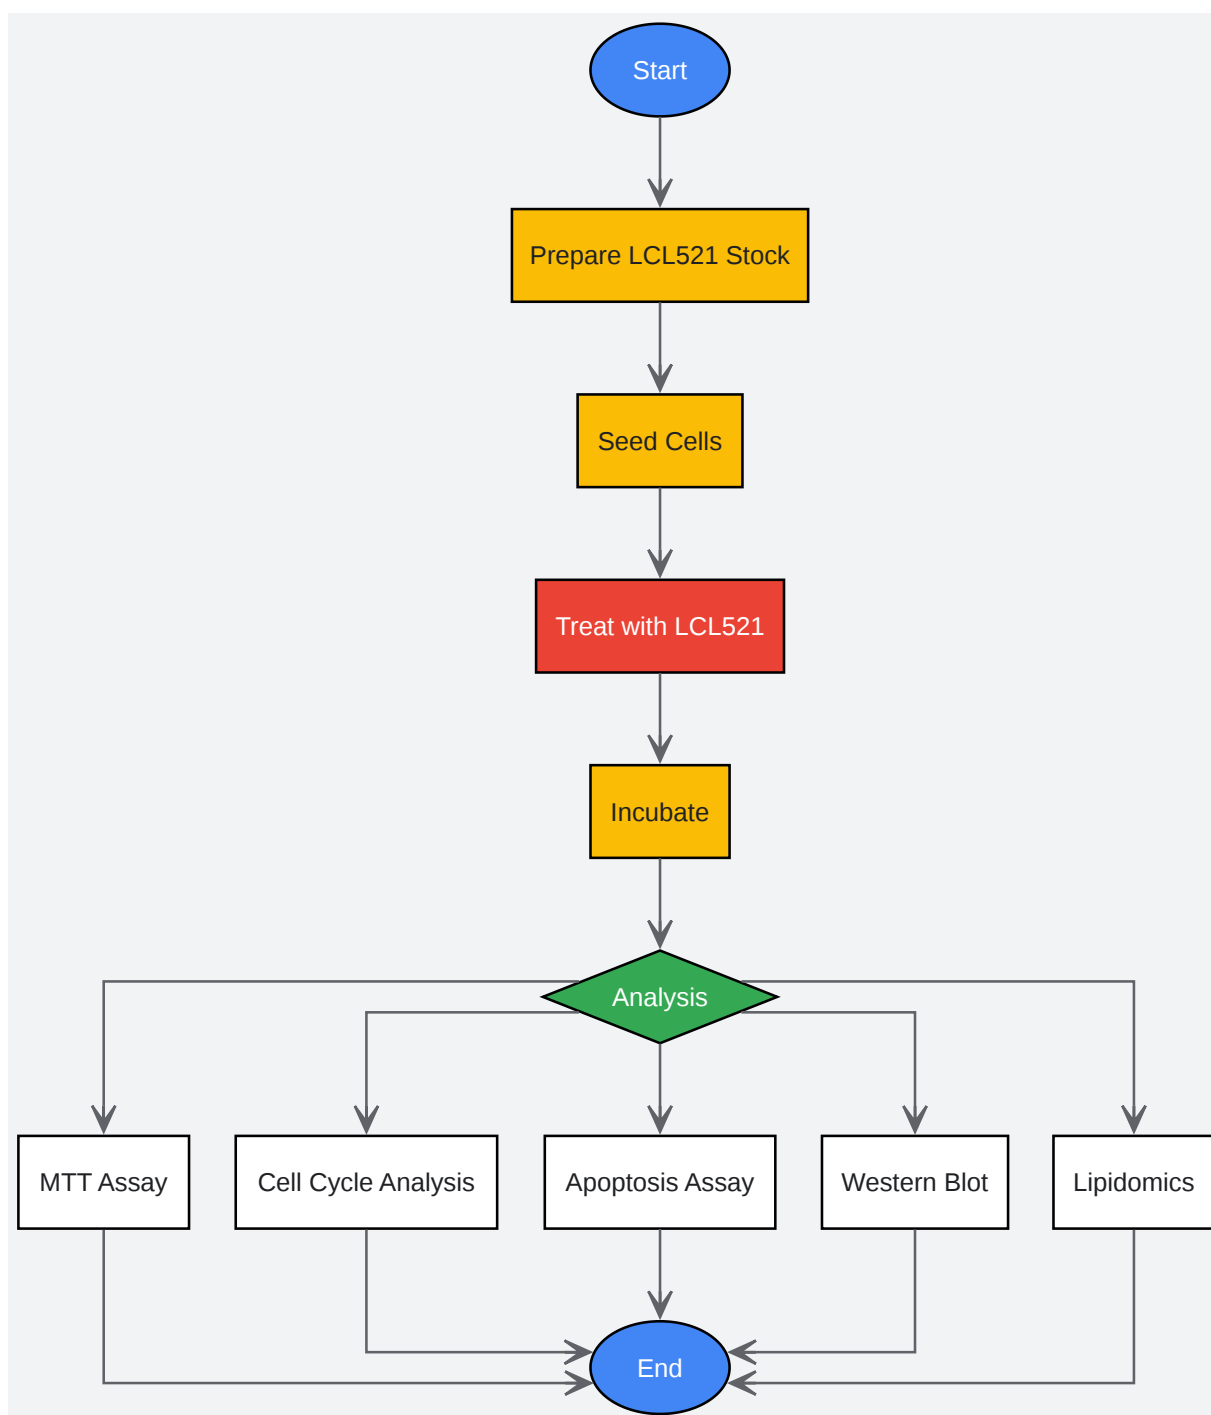 Start
Prepare LCL521 Stock
Seed Cells
Treat with LCL521
Incubate
Analysis
MTT Assay
Cell Cycle Analysis
Apoptosis Assay
Western Blot
Lipidomics
End